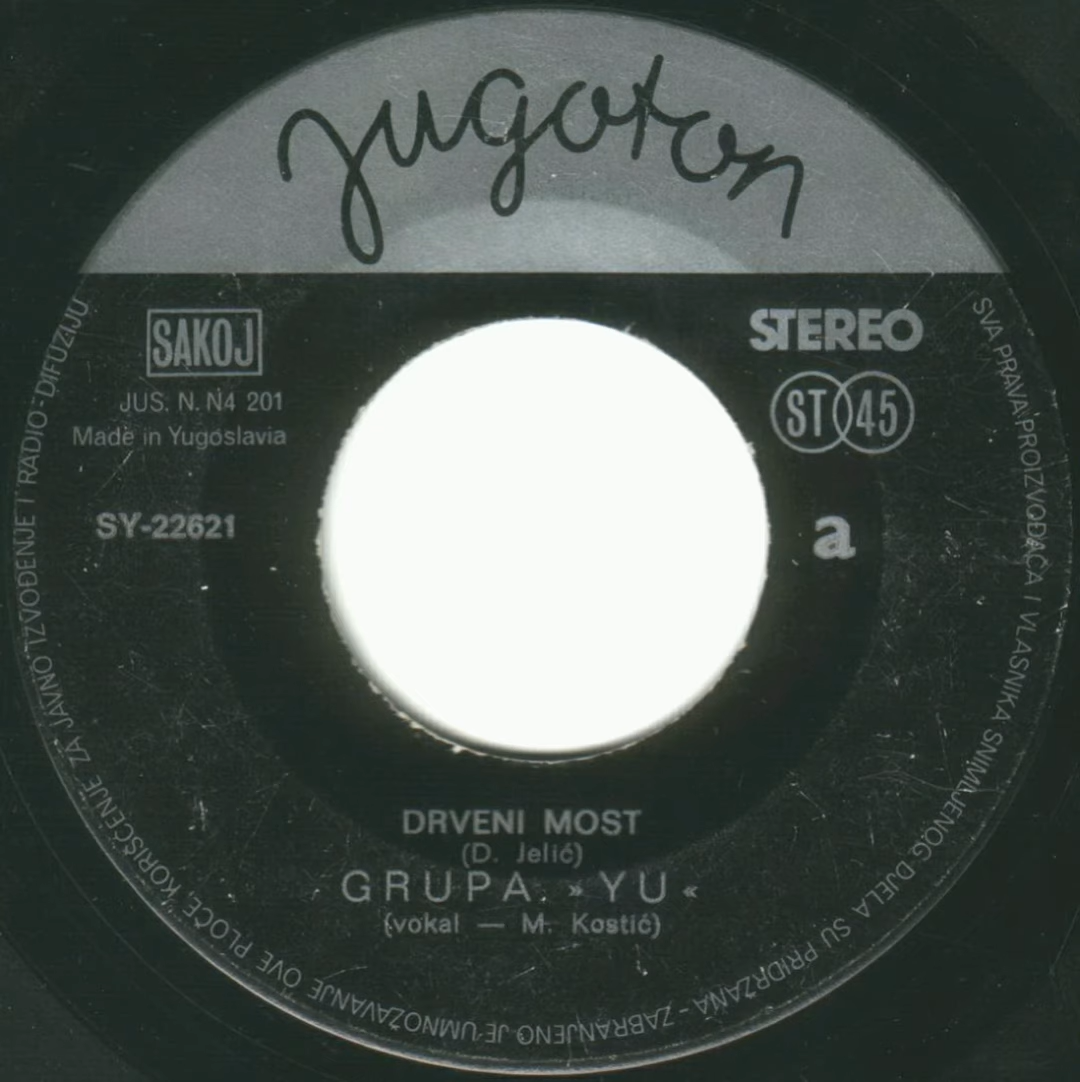 jugoton
SAKOJ
JUS. N. N4 201
Made in Yugoslavia
SY-22621
STEREO
ST 45
a
DRVENI MOST
(D. Jelić)
GRUPA »YU«
(vokal — M. Kostić)
SVA PRAVA PROIZVOĐAČA I VLASNIKA SNIMLJENOG DJELA SU PRIDRŽANA - ZABRANJENO JE UMNOŽAVANJE OVE PLOČE, KORIŠĆENJE ZA JAVNO IZVOĐENJE I RADIO-DIFUZIJU